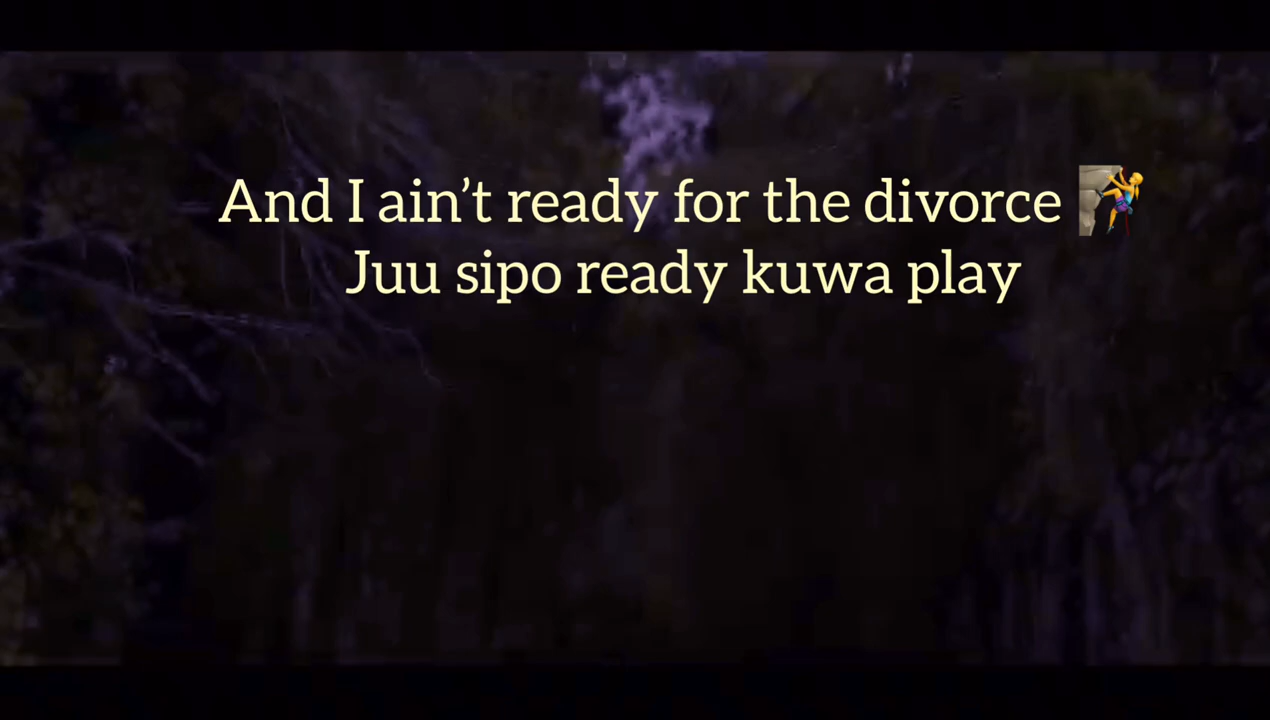 And I ain’t ready for the divorce 🧗‍♀️
Juu sipo ready kuwa play